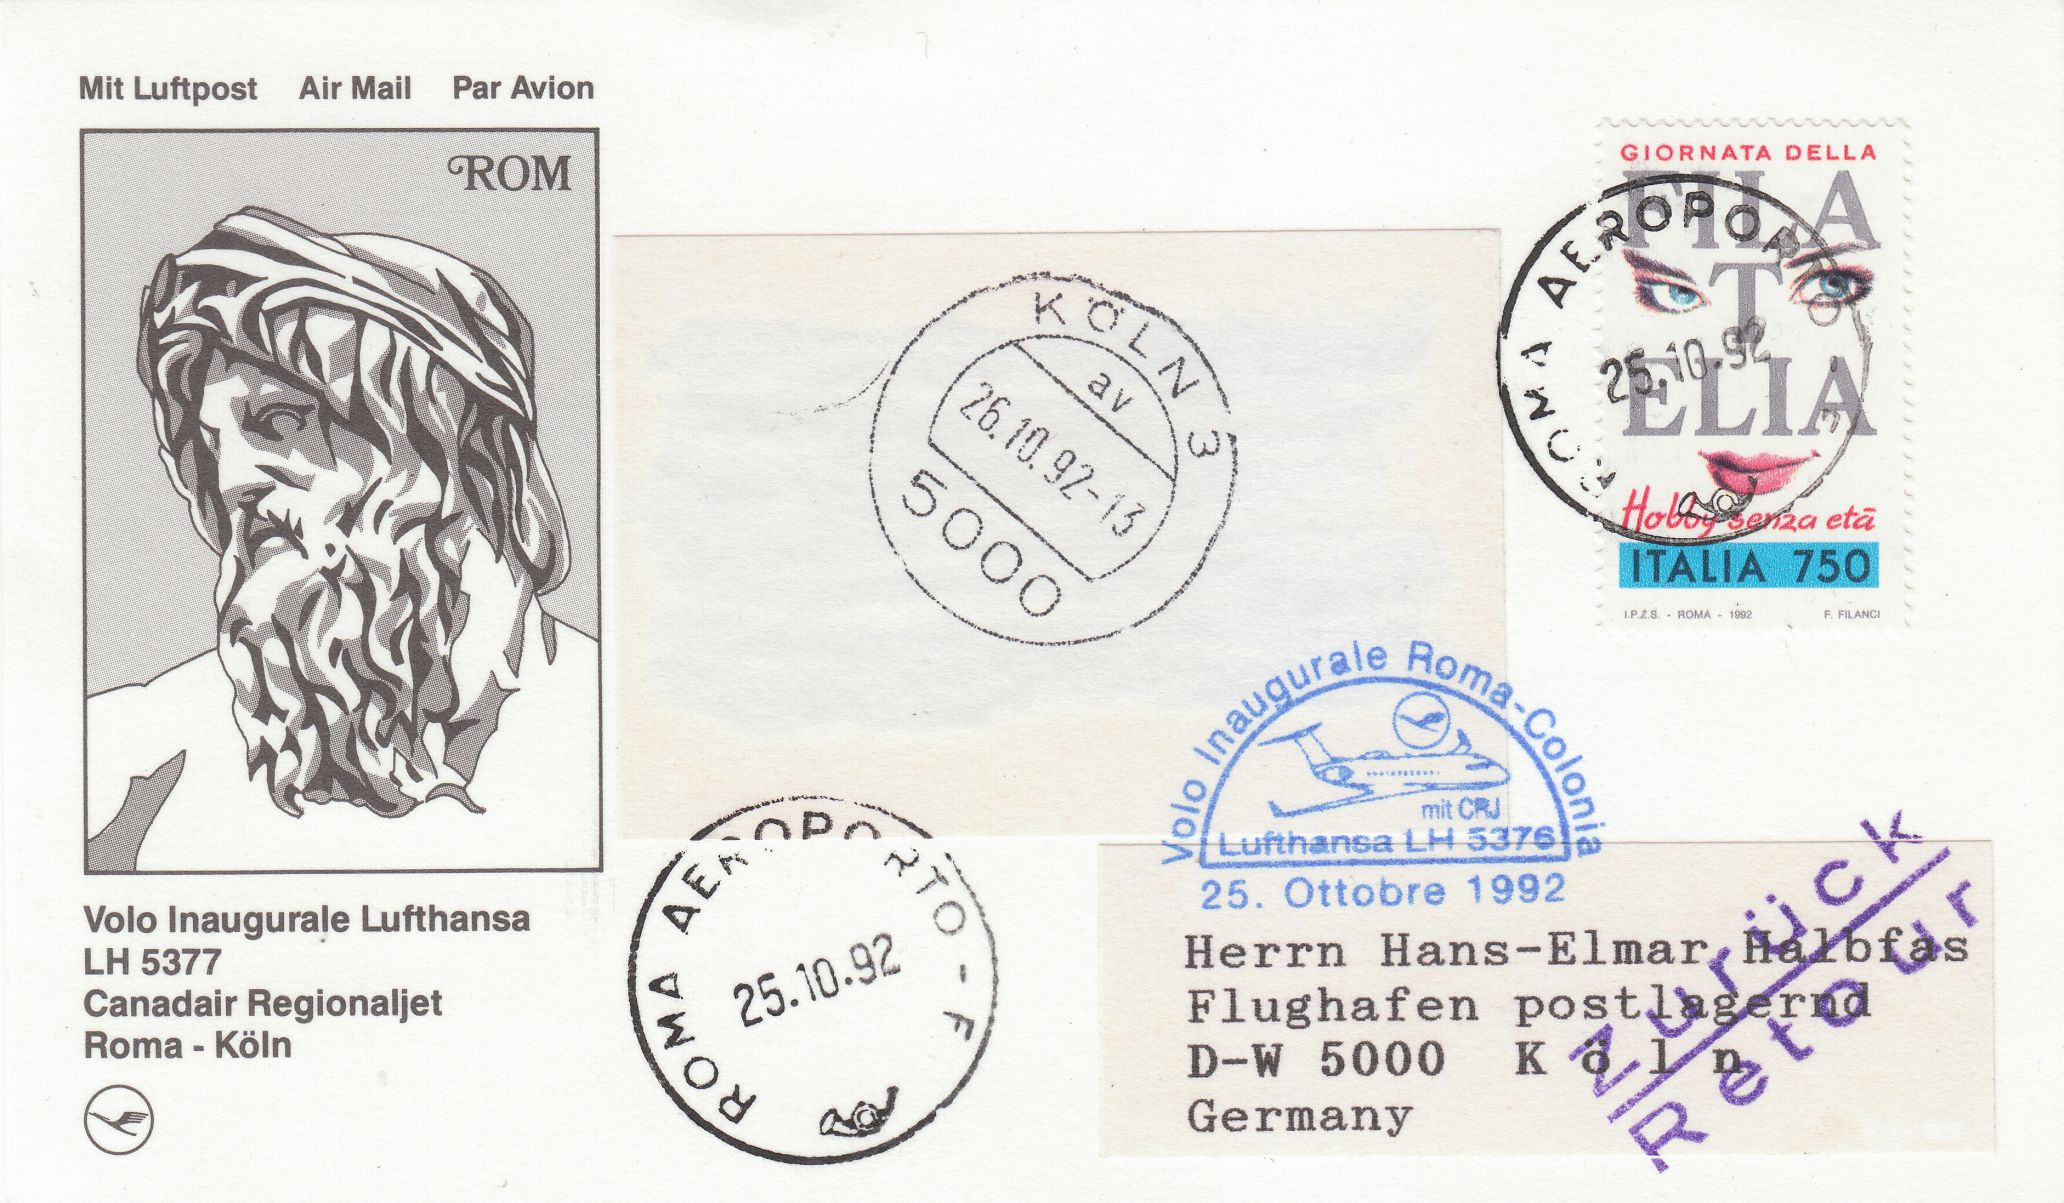 Mit Luftpost Air Mail Par Avion
ROM
Volo Inaugurale Lufthansa
LH 5377
Canadair Regionaljet
Roma - Köln
KÖLN 3
av
26.10.92-13
5000
GIORNATA DELLA
FILA
T
ELIA
Hobby senza età
ITALIA 750
I.P.Z.S. - ROMA - 1992 F. FILANCI
ROMA AEROPORTO - F
25.10.92
Volo Inaugurale Roma-Colonia
mit CRJ
Lufthansa LH 5376
25. Ottobre 1992
ROMA AEROPORTO - F
25.10.92
Herrn Hans-Elmar Halbfas
Flughafen postlagernd
D-W 5000 Köln
Germany
Zurück
Retour